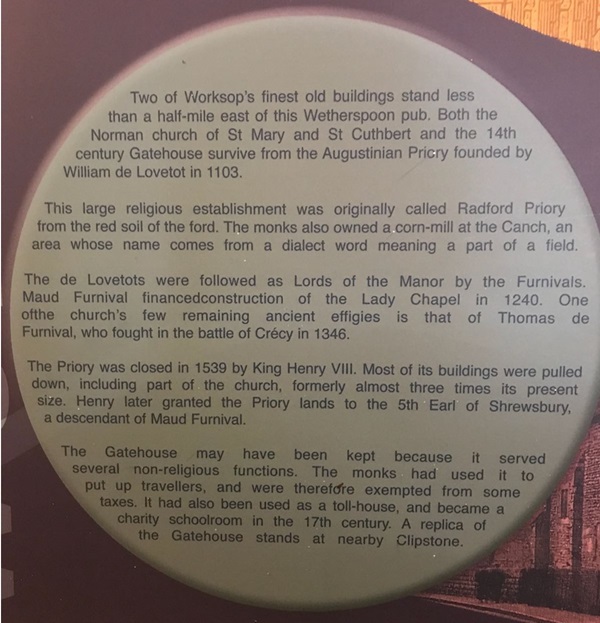 Two of Worksop's finest old buildings stand less
than a half-mile east of this Wetherspoon pub. Both the
Norman church of St Mary and St Cuthbert and the 14th
century Gatehouse survive from the Augustinian Priory founded by
William de Lovetot in 1103.
This large religious establishment was originally called Radford Priory
from the red soil of the ford. The monks also owned a corn-mill at the Canch, an
area whose name comes from a dialect word meaning a part of a field.
The de Lovetots were followed as Lords of the Manor by the Furnivals.
Maud Furnival financedconstruction of the Lady Chapel in 1240. One
ofthe church's few remaining ancient effigies is that of Thomas de
Furnival, who fought in the battle of Crécy in 1346.
The Priory was closed in 1539 by King Henry VIII. Most of its buildings were pulled
down, including part of the church, formerly almost three times its present
size. Henry later granted the Priory lands to the 5th Earl of Shrewsbury,
a descendant of Maud Furnival.
The Gatehouse may have been kept because it served
several non-religious functions. The monks had used it to
put up travellers, and were therefore exempted from some
taxes. It had also been used as a toll-house, and became a
charity schoolroom in the 17th century. A replica of
the Gatehouse stands at nearby Clipstone.